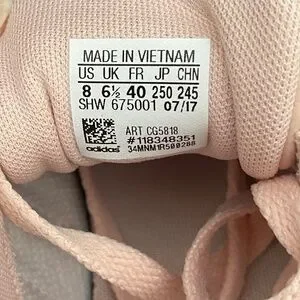 MADE IN VIETNAM
US UK FR JP CHN
8 6½ 40 250 245
SHW 675001 07/17
ART CG5818
#118348351
adidas 34MNM1R500288